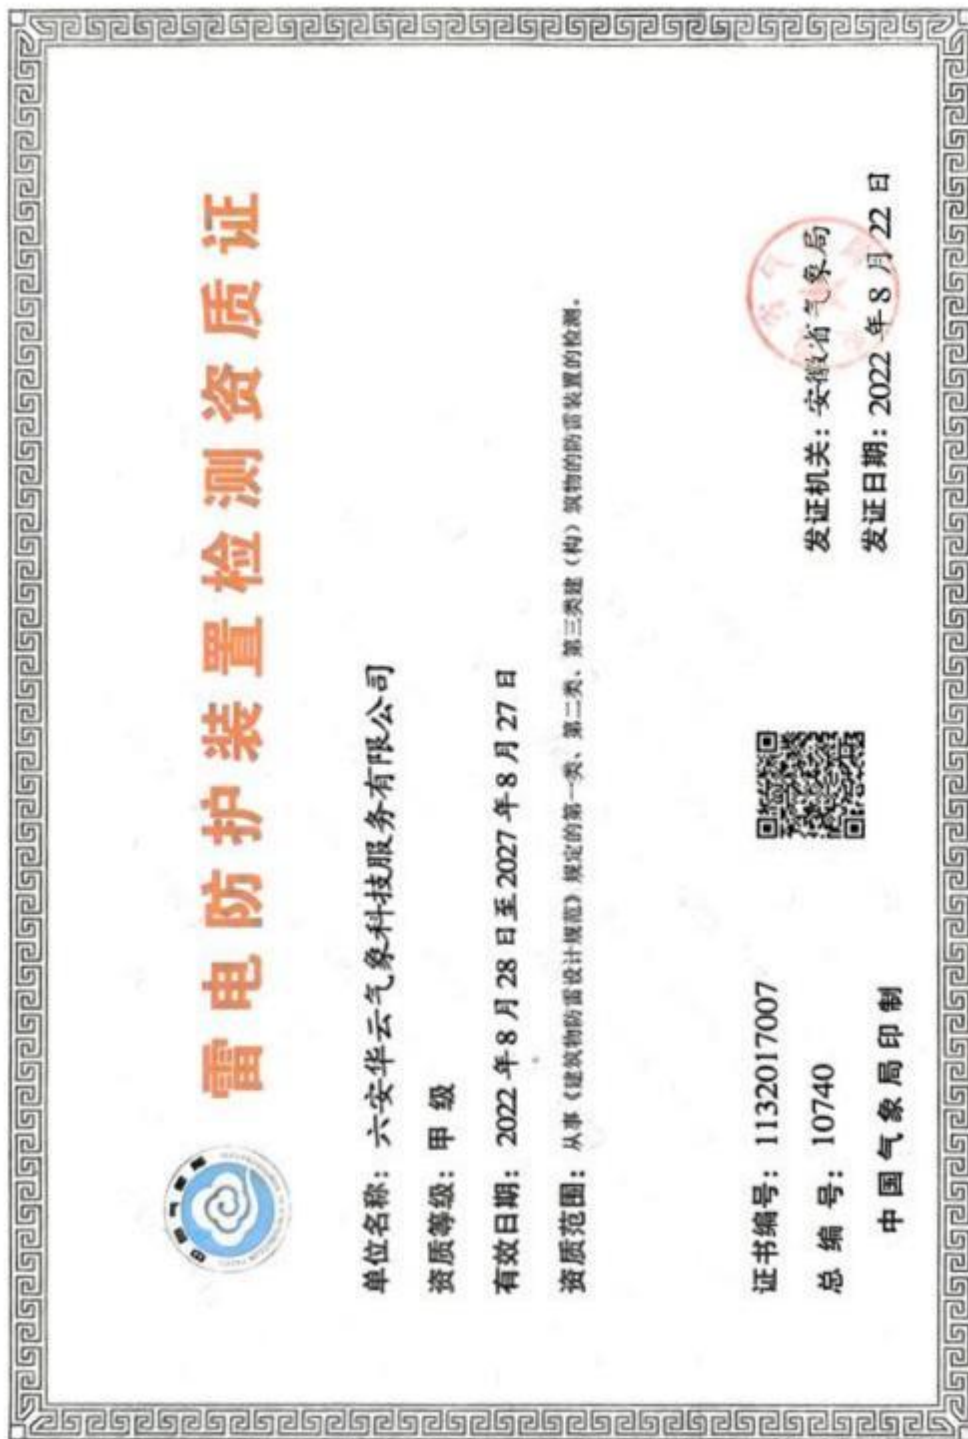 雷电防护装置检测资质证
单位名称：六安华云气象科技服务有限公司
资质等级：甲 级
有效日期：2022 年 8 月 28 日至 2027 年 8 月 27 日
资质范围：从事《建筑物防雷设计规范》规定的第一类、第二类、第三类建（构）筑物的防雷装置的检测。
证书编号：1132017007
总 编 号：10740
中国气象局印制
发证机关：安徽省气象局
发证日期：2022 年 8 月 22 日